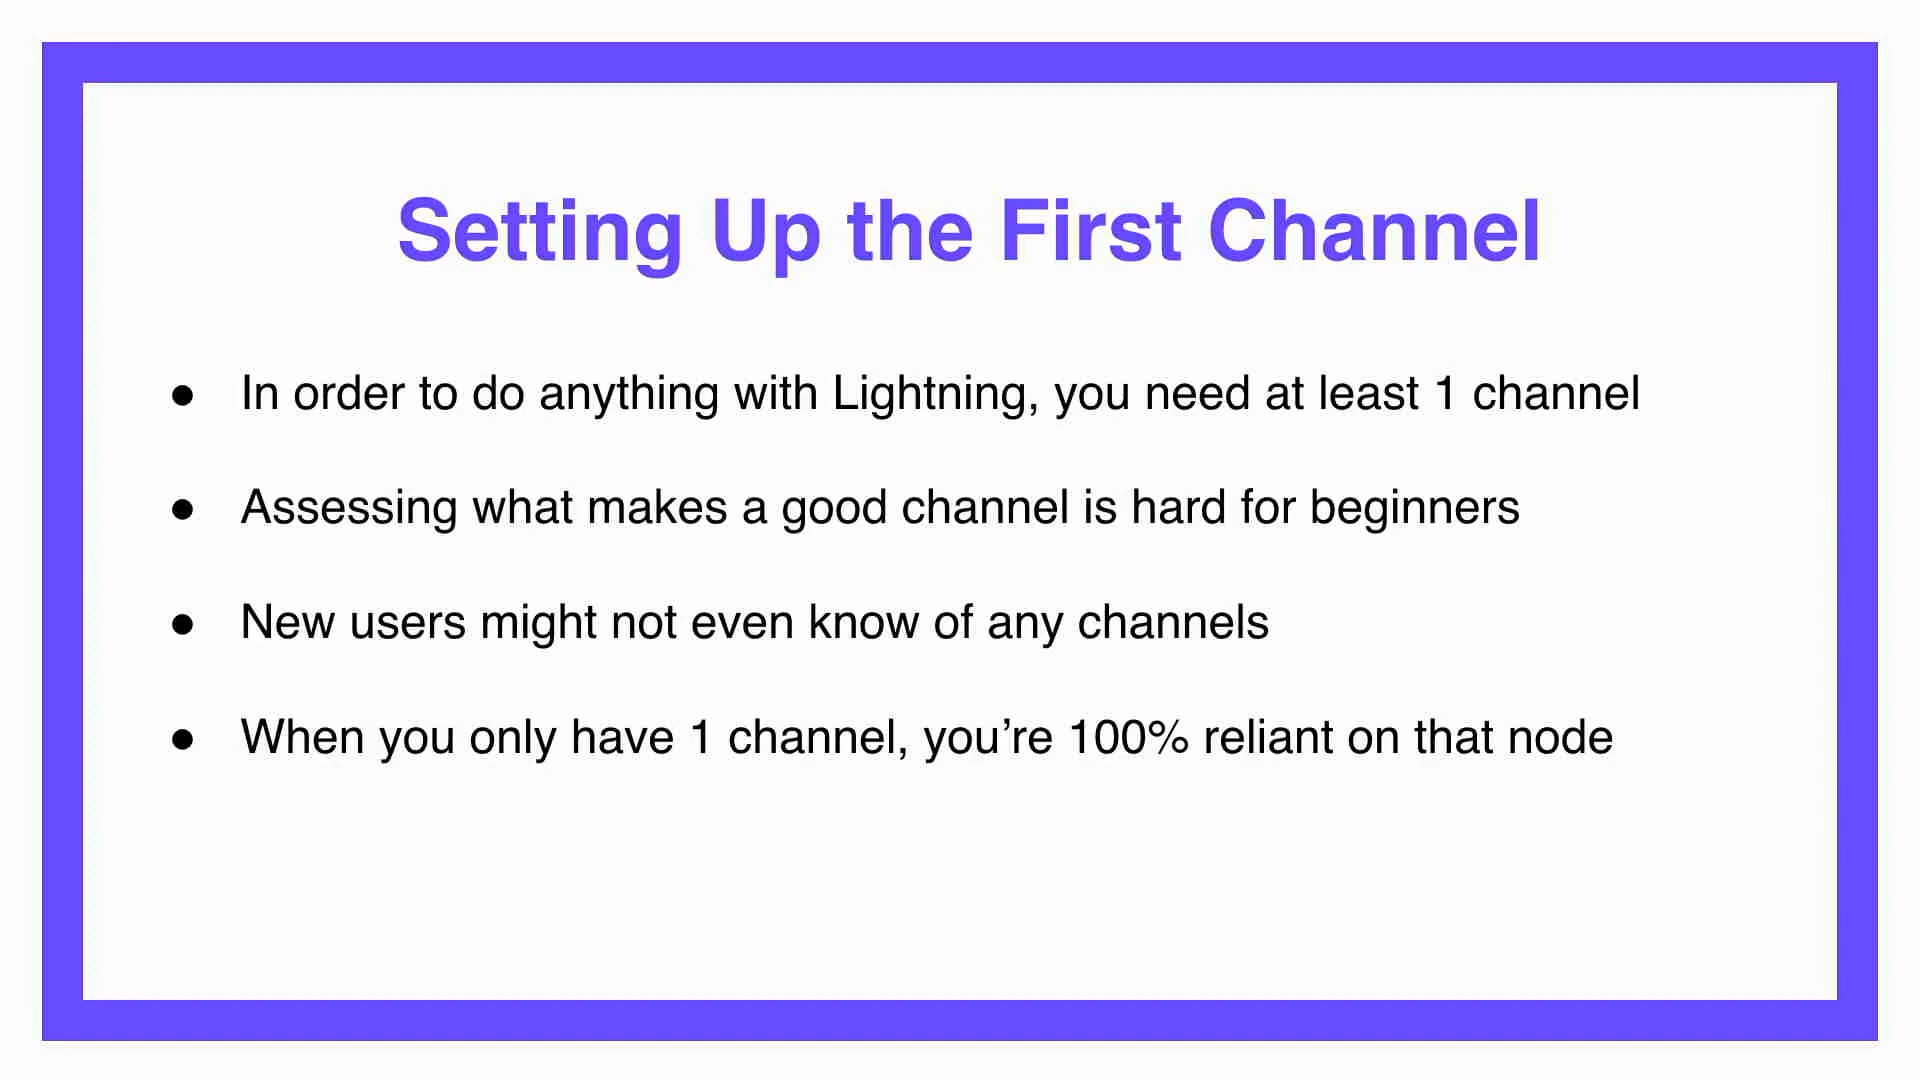 Setting Up the First Channel
● In order to do anything with Lightning, you need at least 1 channel
● Assessing what makes a good channel is hard for beginners
● New users might not even know of any channels
● When you only have 1 channel, you’re 100% reliant on that node